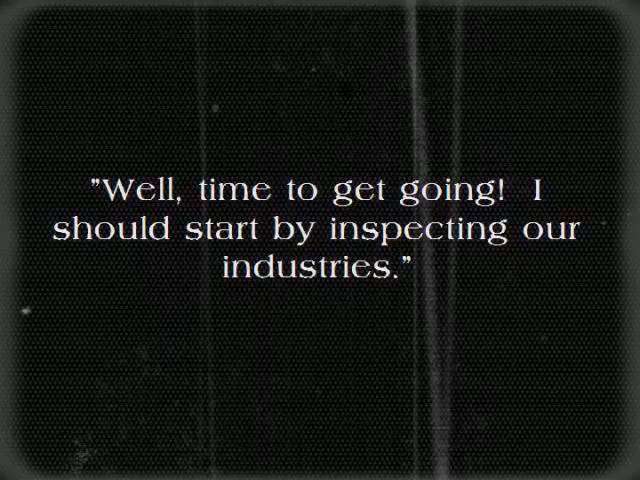 "Well, time to get going!  I
should start by inspecting our
industries."